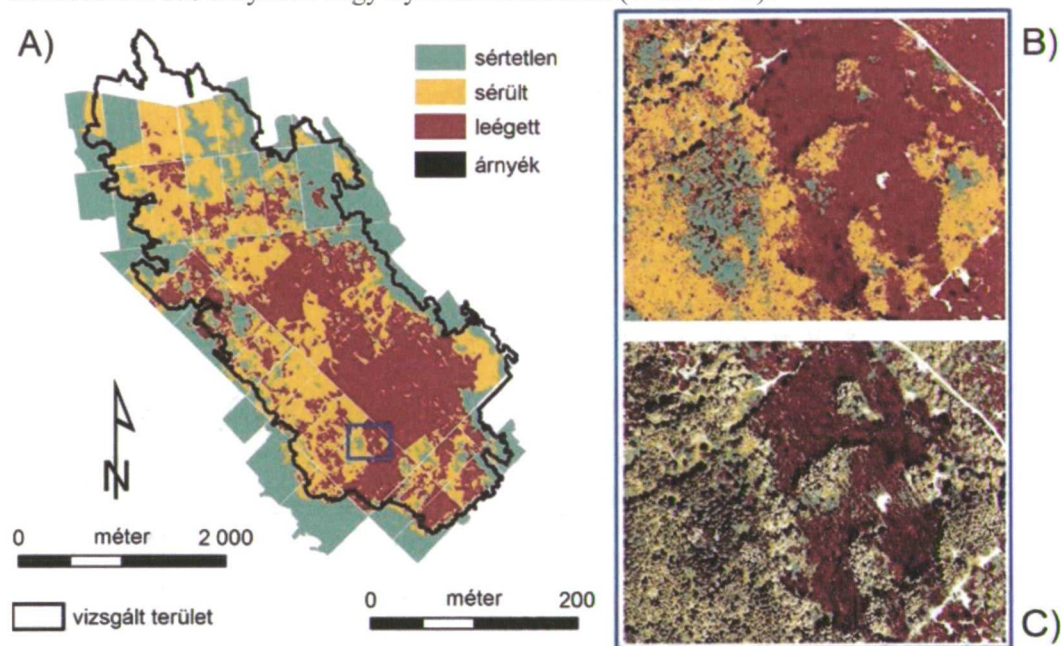 A)
sértetlen
sérült
leégett
árnyék
N
0 méter 2 000
vizsgált terület
0 méter 200
B)
C)